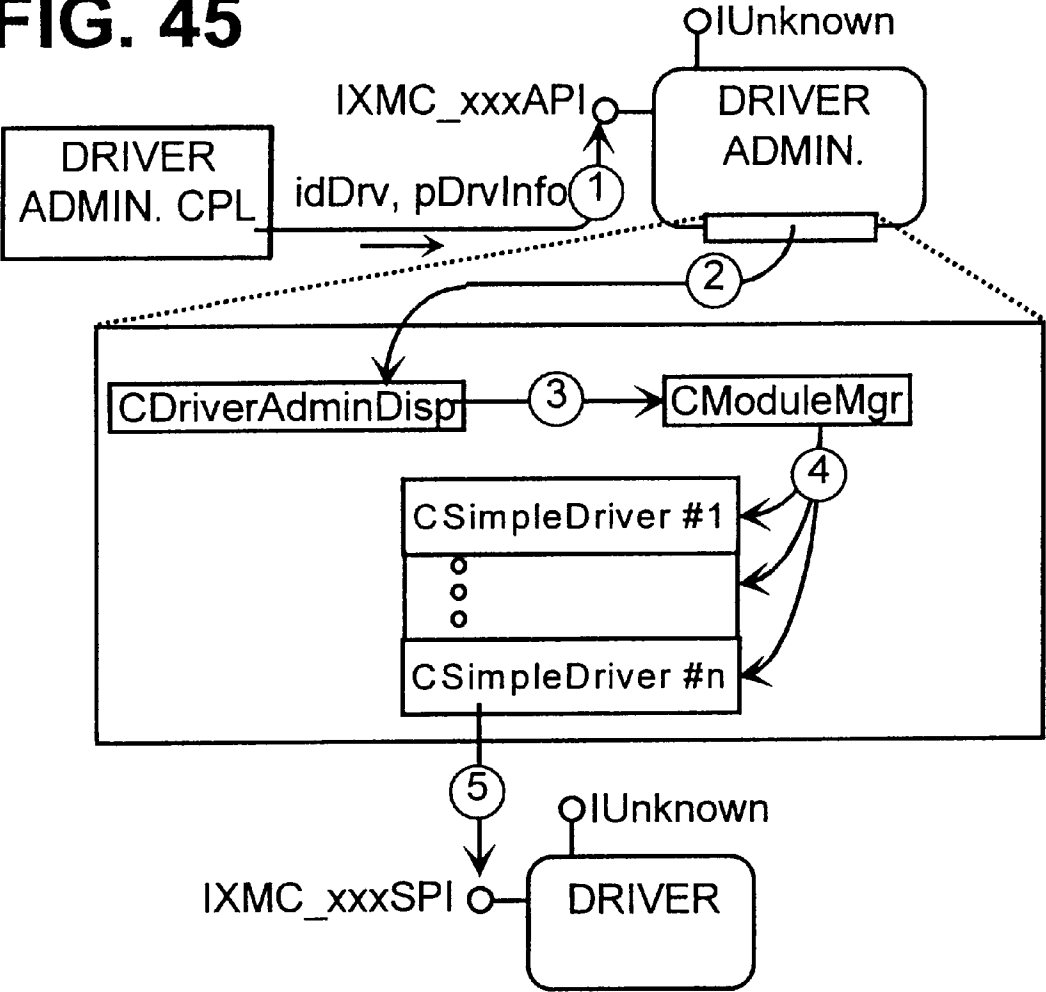 FIG. 45
IUnknown
IXMC_xxxAPI
DRIVER
ADMIN.
DRIVER
ADMIN. CPL
idDrv, pDrvInfo
1
2
CDriverAdminDisp
3
CModuleMgr
4
CSimpleDriver #1
CSimpleDriver #n
5
IUnknown
IXMC_xxxSPI
DRIVER